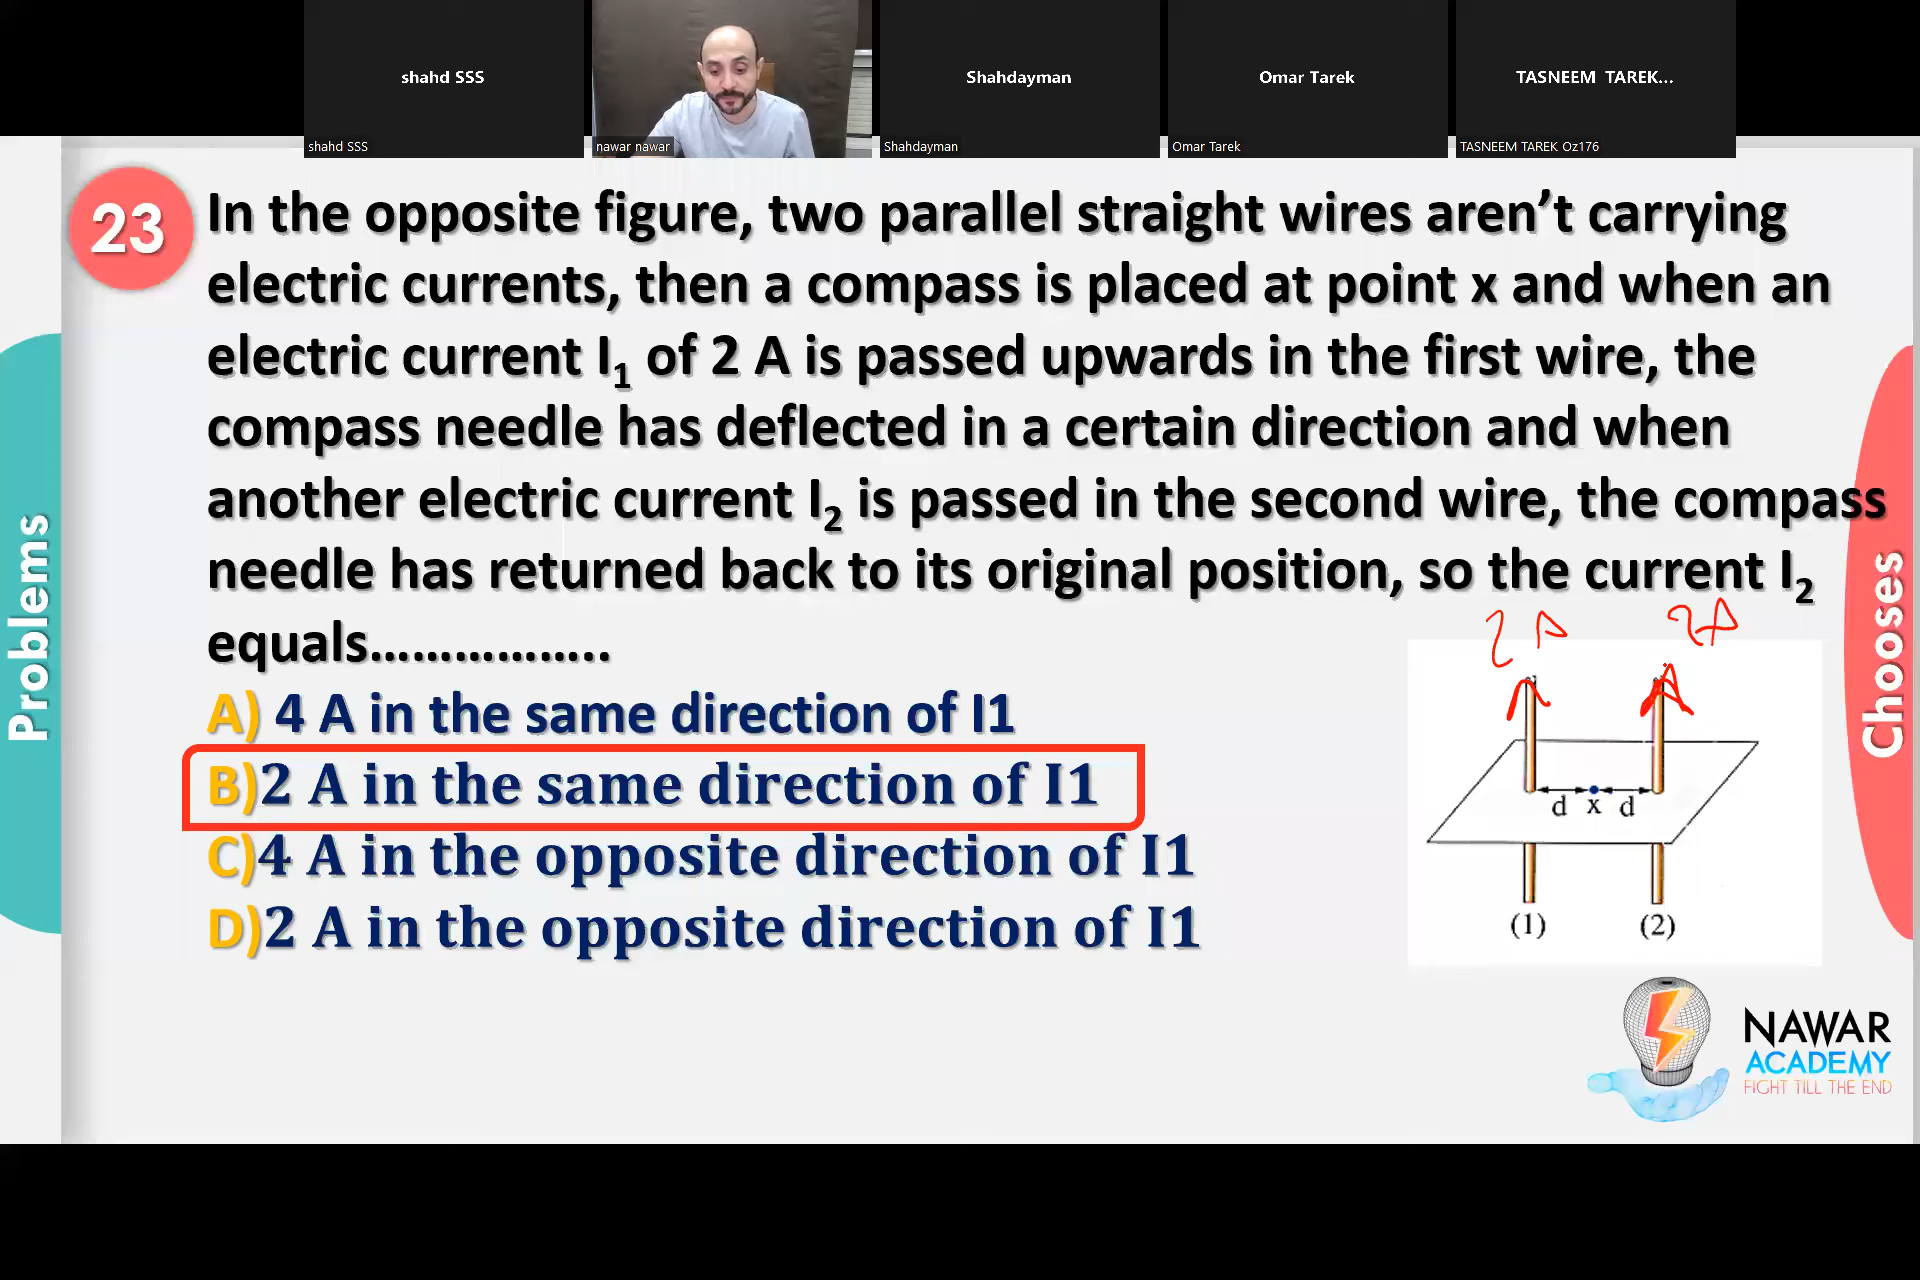 shahd SSS
Shahdayman
Omar Tarek
TASNEEM TAREK...
shahd SSS
nawar nawar
Shahdayman
Omar Tarek
TASNEEM TAREK Oz176
23
In the opposite figure, two parallel straight wires aren't carrying
electric currents, then a compass is placed at point x and when an
electric current I1 of 2 A is passed upwards in the first wire, the
compass needle has deflected in a certain direction and when
another electric current I2 is passed in the second wire, the compass
needle has returned back to its original position, so the current I2
equals……………..
A) 4 A in the same direction of I1
B)2 A in the same direction of I1
C)4 A in the opposite direction of I1
D)2 A in the opposite direction of I1
2 A
2A
d x d
(1)
(2)
Problems
Chooses
NAWAR
ACADEMY
FIGHT TILL THE END